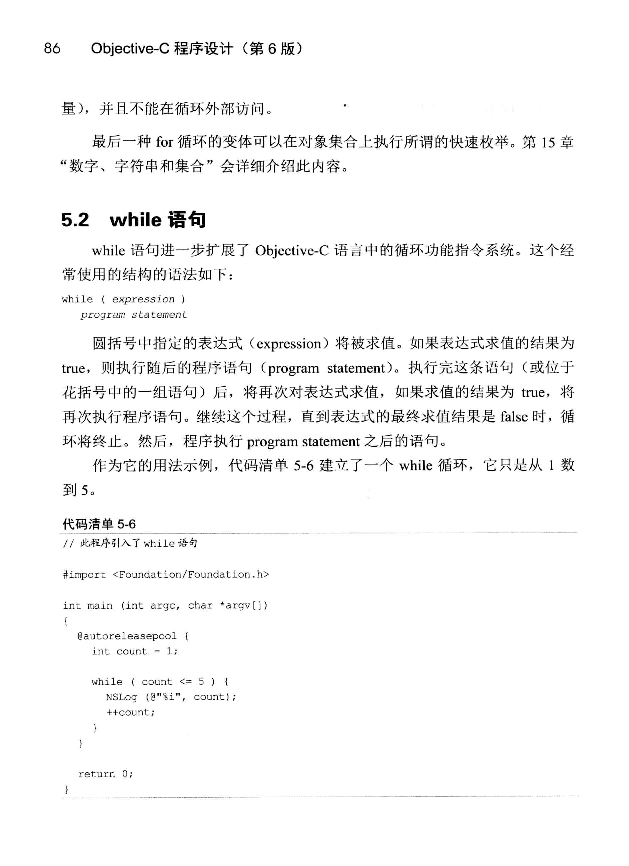 86 Objective-C 程序设计（第 6 版）
量），并且不能在循环外部访问。
最后一种 for 循环的变体可以在对象集合上执行所谓的快速枚举。第 15 章
“数字、字符串和集合”会详细介绍此内容。
5.2 while 语句
while 语句进一步扩展了 Objective-C 语言中的循环功能指令系统。这个经
常使用的结构的语法如下：
while ( expression )
program statement
圆括号中指定的表达式（expression）将被求值。如果表达式求值的结果为
true，则执行随后的程序语句（program statement）。执行完这条语句（或位于
花括号中的一组语句）后，将再次对表达式求值，如果求值的结果为 true，将
再次执行程序语句。继续这个过程，直到表达式的最终求值结果是 false 时，循
环将终止。然后，程序执行 program statement 之后的语句。
作为它的用法示例，代码清单 5-6 建立了一个 while 循环，它只是从 1 数
到 5。
代码清单 5-6
// 此程序引入了 while 语句
#import <Foundation/Foundation.h>
int main (int argc, char *argv[])
{
@autoreleasepool {
int count = 1;
while ( count <= 5 ) {
NSLog (@"%i", count);
++count;
}
}
return 0;
}